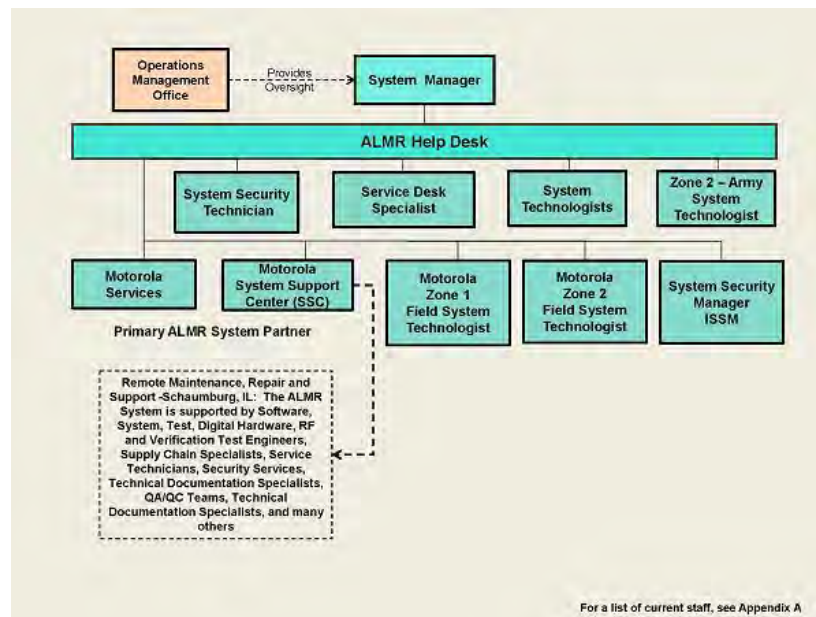 Operations
Management
Office
Provides
Oversight
System Manager
ALMR Help Desk
System Security
Technician
Service Desk
Specialist
System
Technologists
Zone 2 – Army
System
Technologist
Motorola
Services
Motorola
System Support
Center (SSC)
Motorola
Zone 1
Field System
Technologist
Motorola
Zone 2
Field System
Technologist
System Security
Manager
ISSM
Primary ALMR System Partner
Remote Maintenance, Repair and
Support -Schaumburg, IL: The ALMR
System is supported by Software,
System, Test, Digital Hardware, RF
and Verification Test Engineers,
Supply Chain Specialists, Service
Technicians, Security Services,
Technical Documentation Specialists,
QA/QC Teams, Technical
Documentation Specialists, and many
others
For a list of current staff, see Appendix A